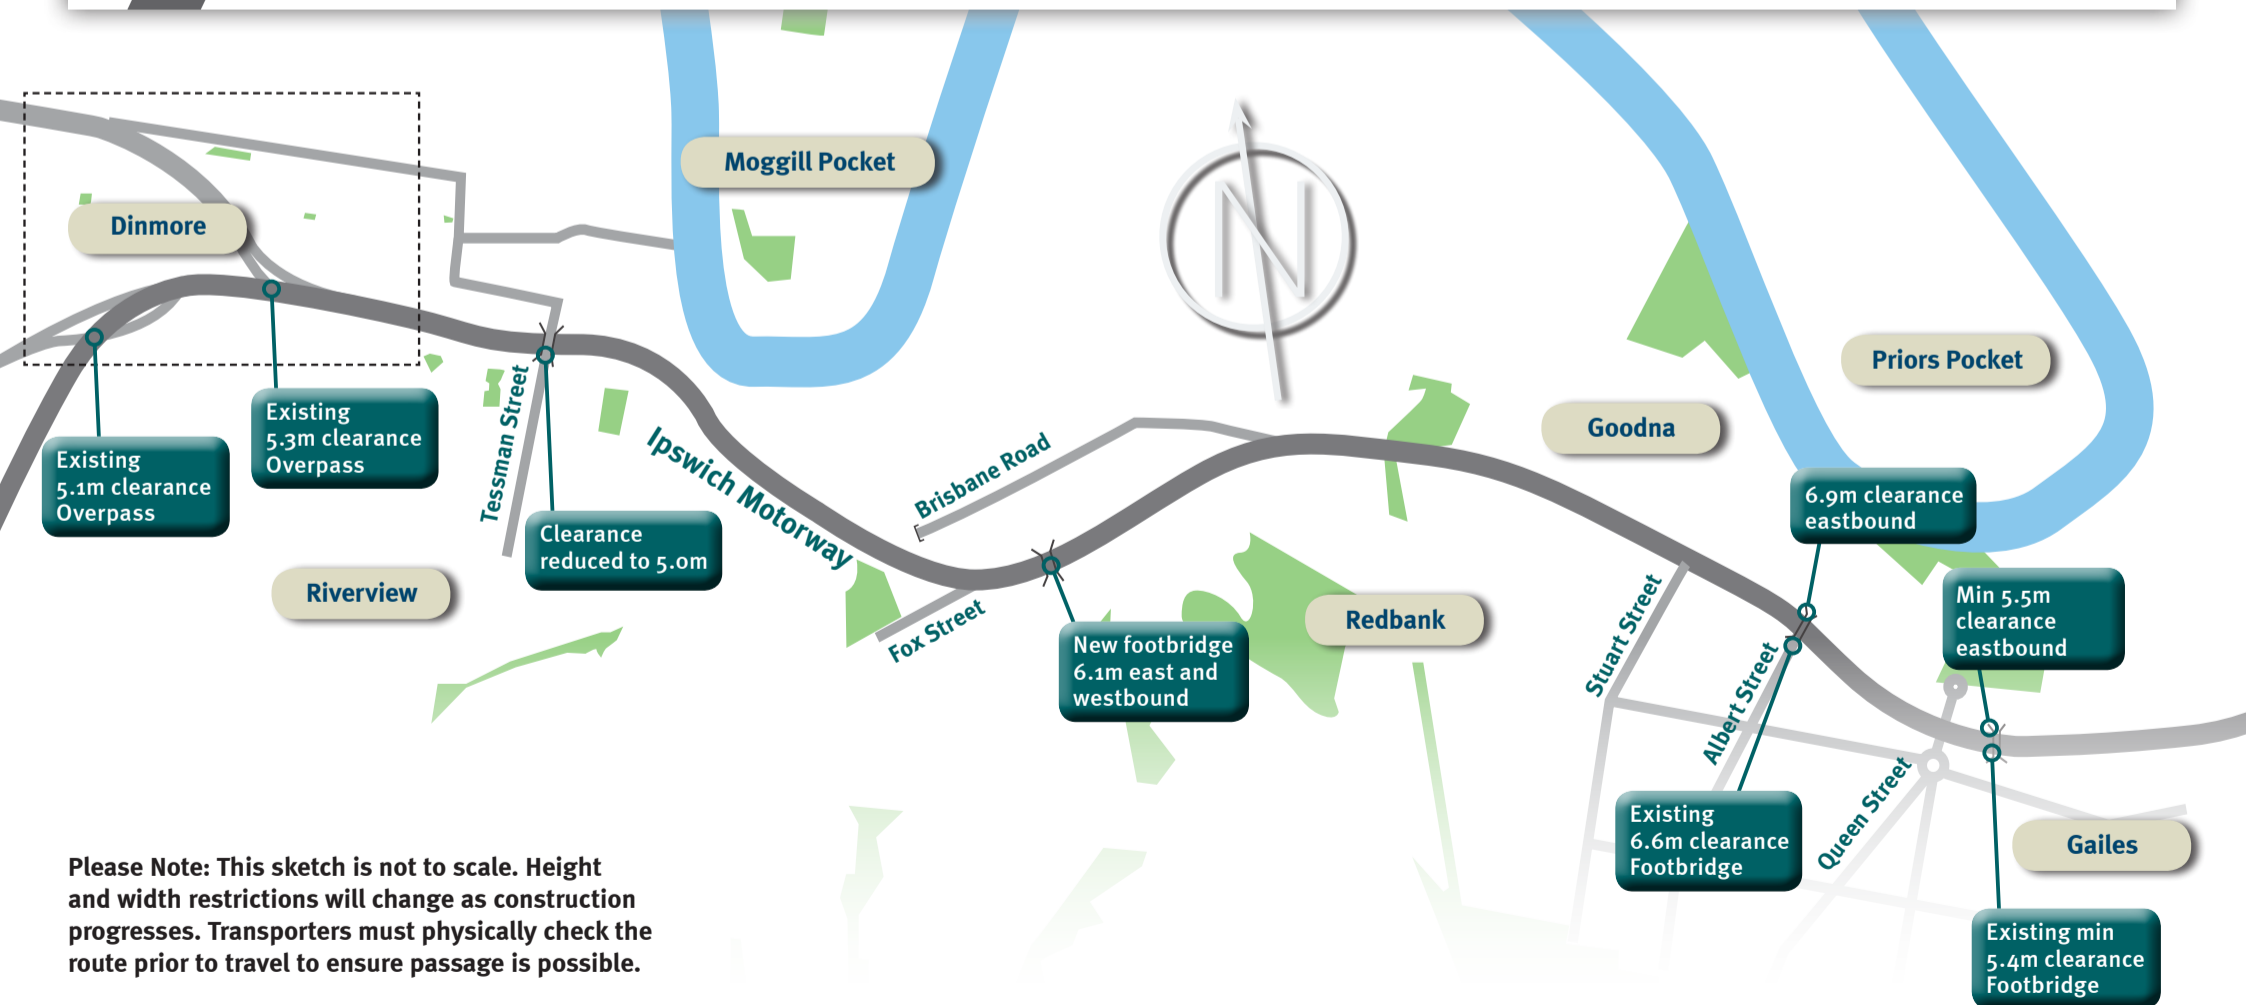 Moggill Pocket
Dinmore
N
Priors Pocket
Goodna
Existing
5.3m clearance
Overpass
Existing
5.1m clearance
Overpass
Tessman Street
Ipswich Motorway
Brisbane Road
6.9m clearance
eastbound
Clearance
reduced to 5.0m
Riverview
Fox Street
New footbridge
6.1m east and
westbound
Redbank
Stuart Street
Albert Street
Min 5.5m
clearance
eastbound
Existing
6.6m clearance
Footbridge
Queen Street
Gailes
Existing min
5.4m clearance
Footbridge
Please Note: This sketch is not to scale. Height
and width restrictions will change as construction
progresses. Transporters must physically check the
route prior to travel to ensure passage is possible.